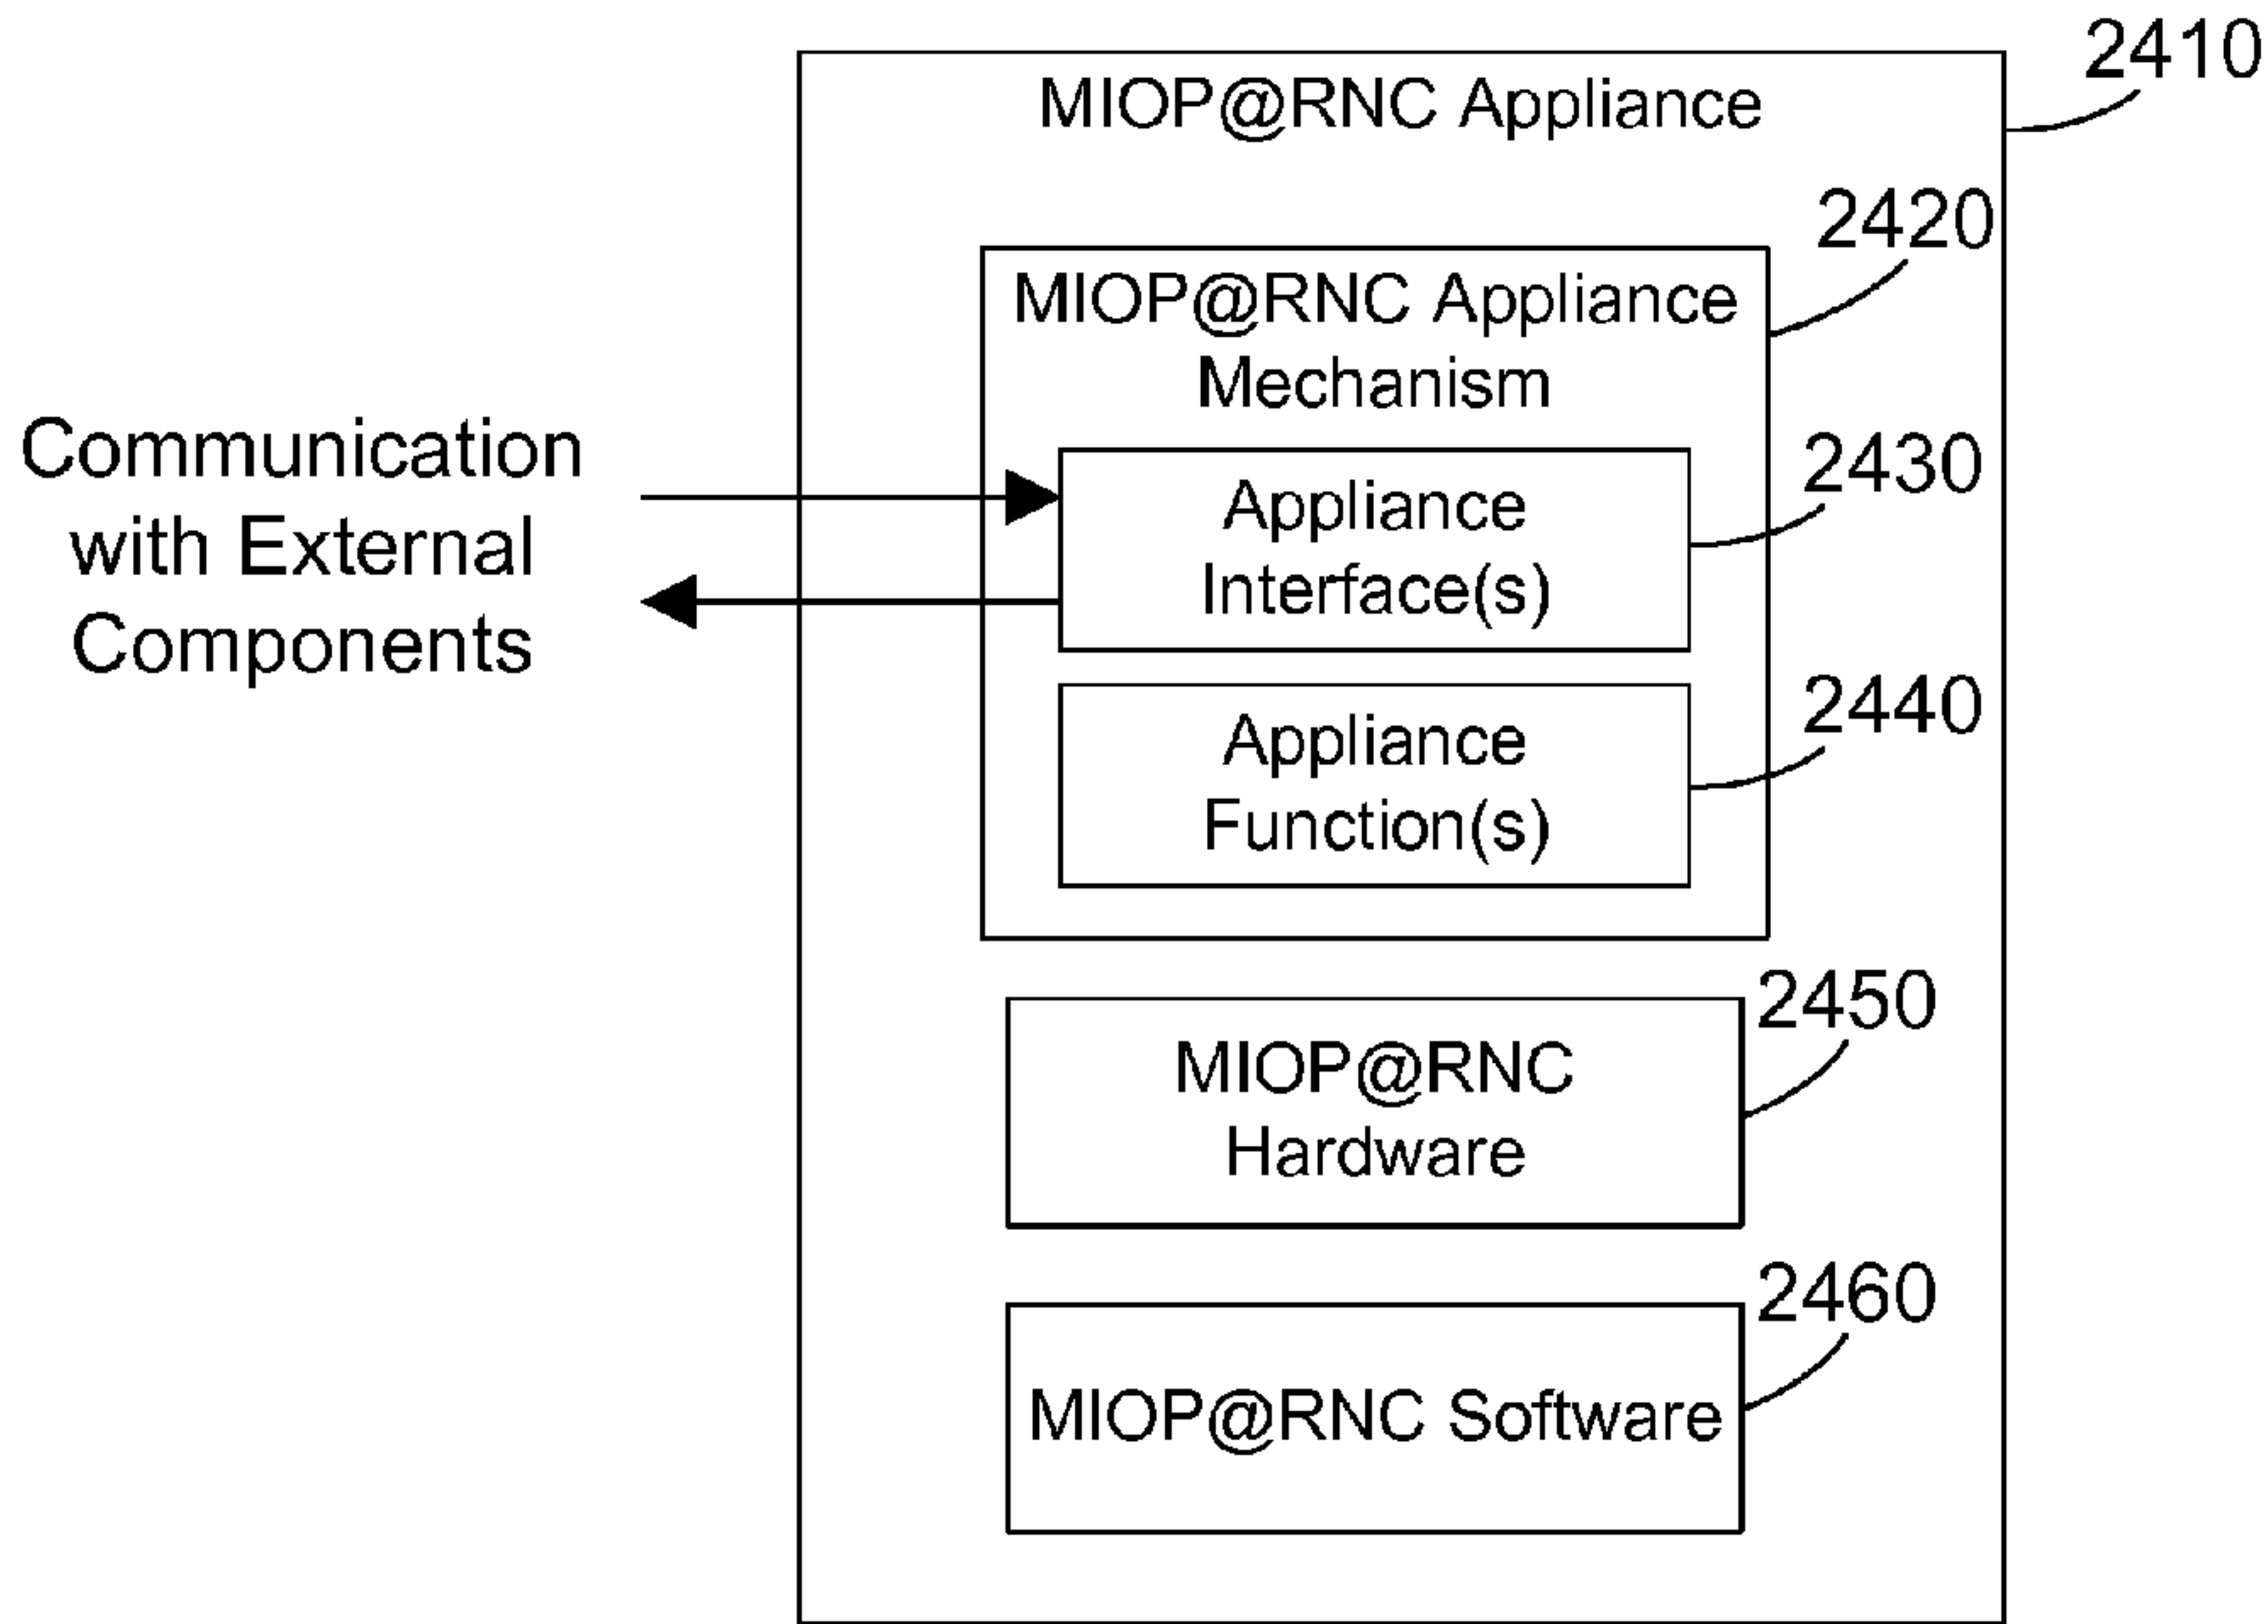 2410
MIOP@RNC Appliance
2420
MIOP@RNC Appliance
Mechanism
Communication
with External
Components
2430
Appliance
Interface(s)
2440
Appliance
Function(s)
2450
MIOP@RNC
Hardware
2460
MIOP@RNC Software